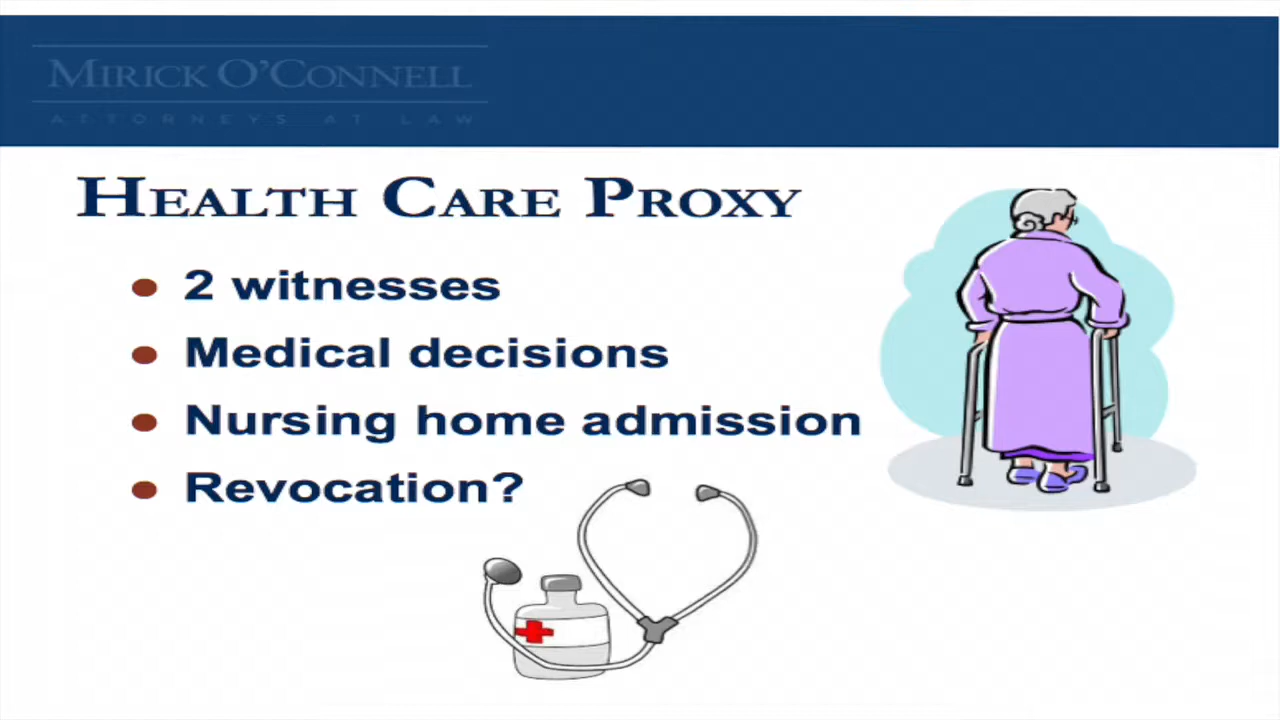 MIRICK O'CONNELL
ATTORNEYS AT LAW
HEALTH CARE PROXY
2 witnesses
Medical decisions
Nursing home admission
Revocation?